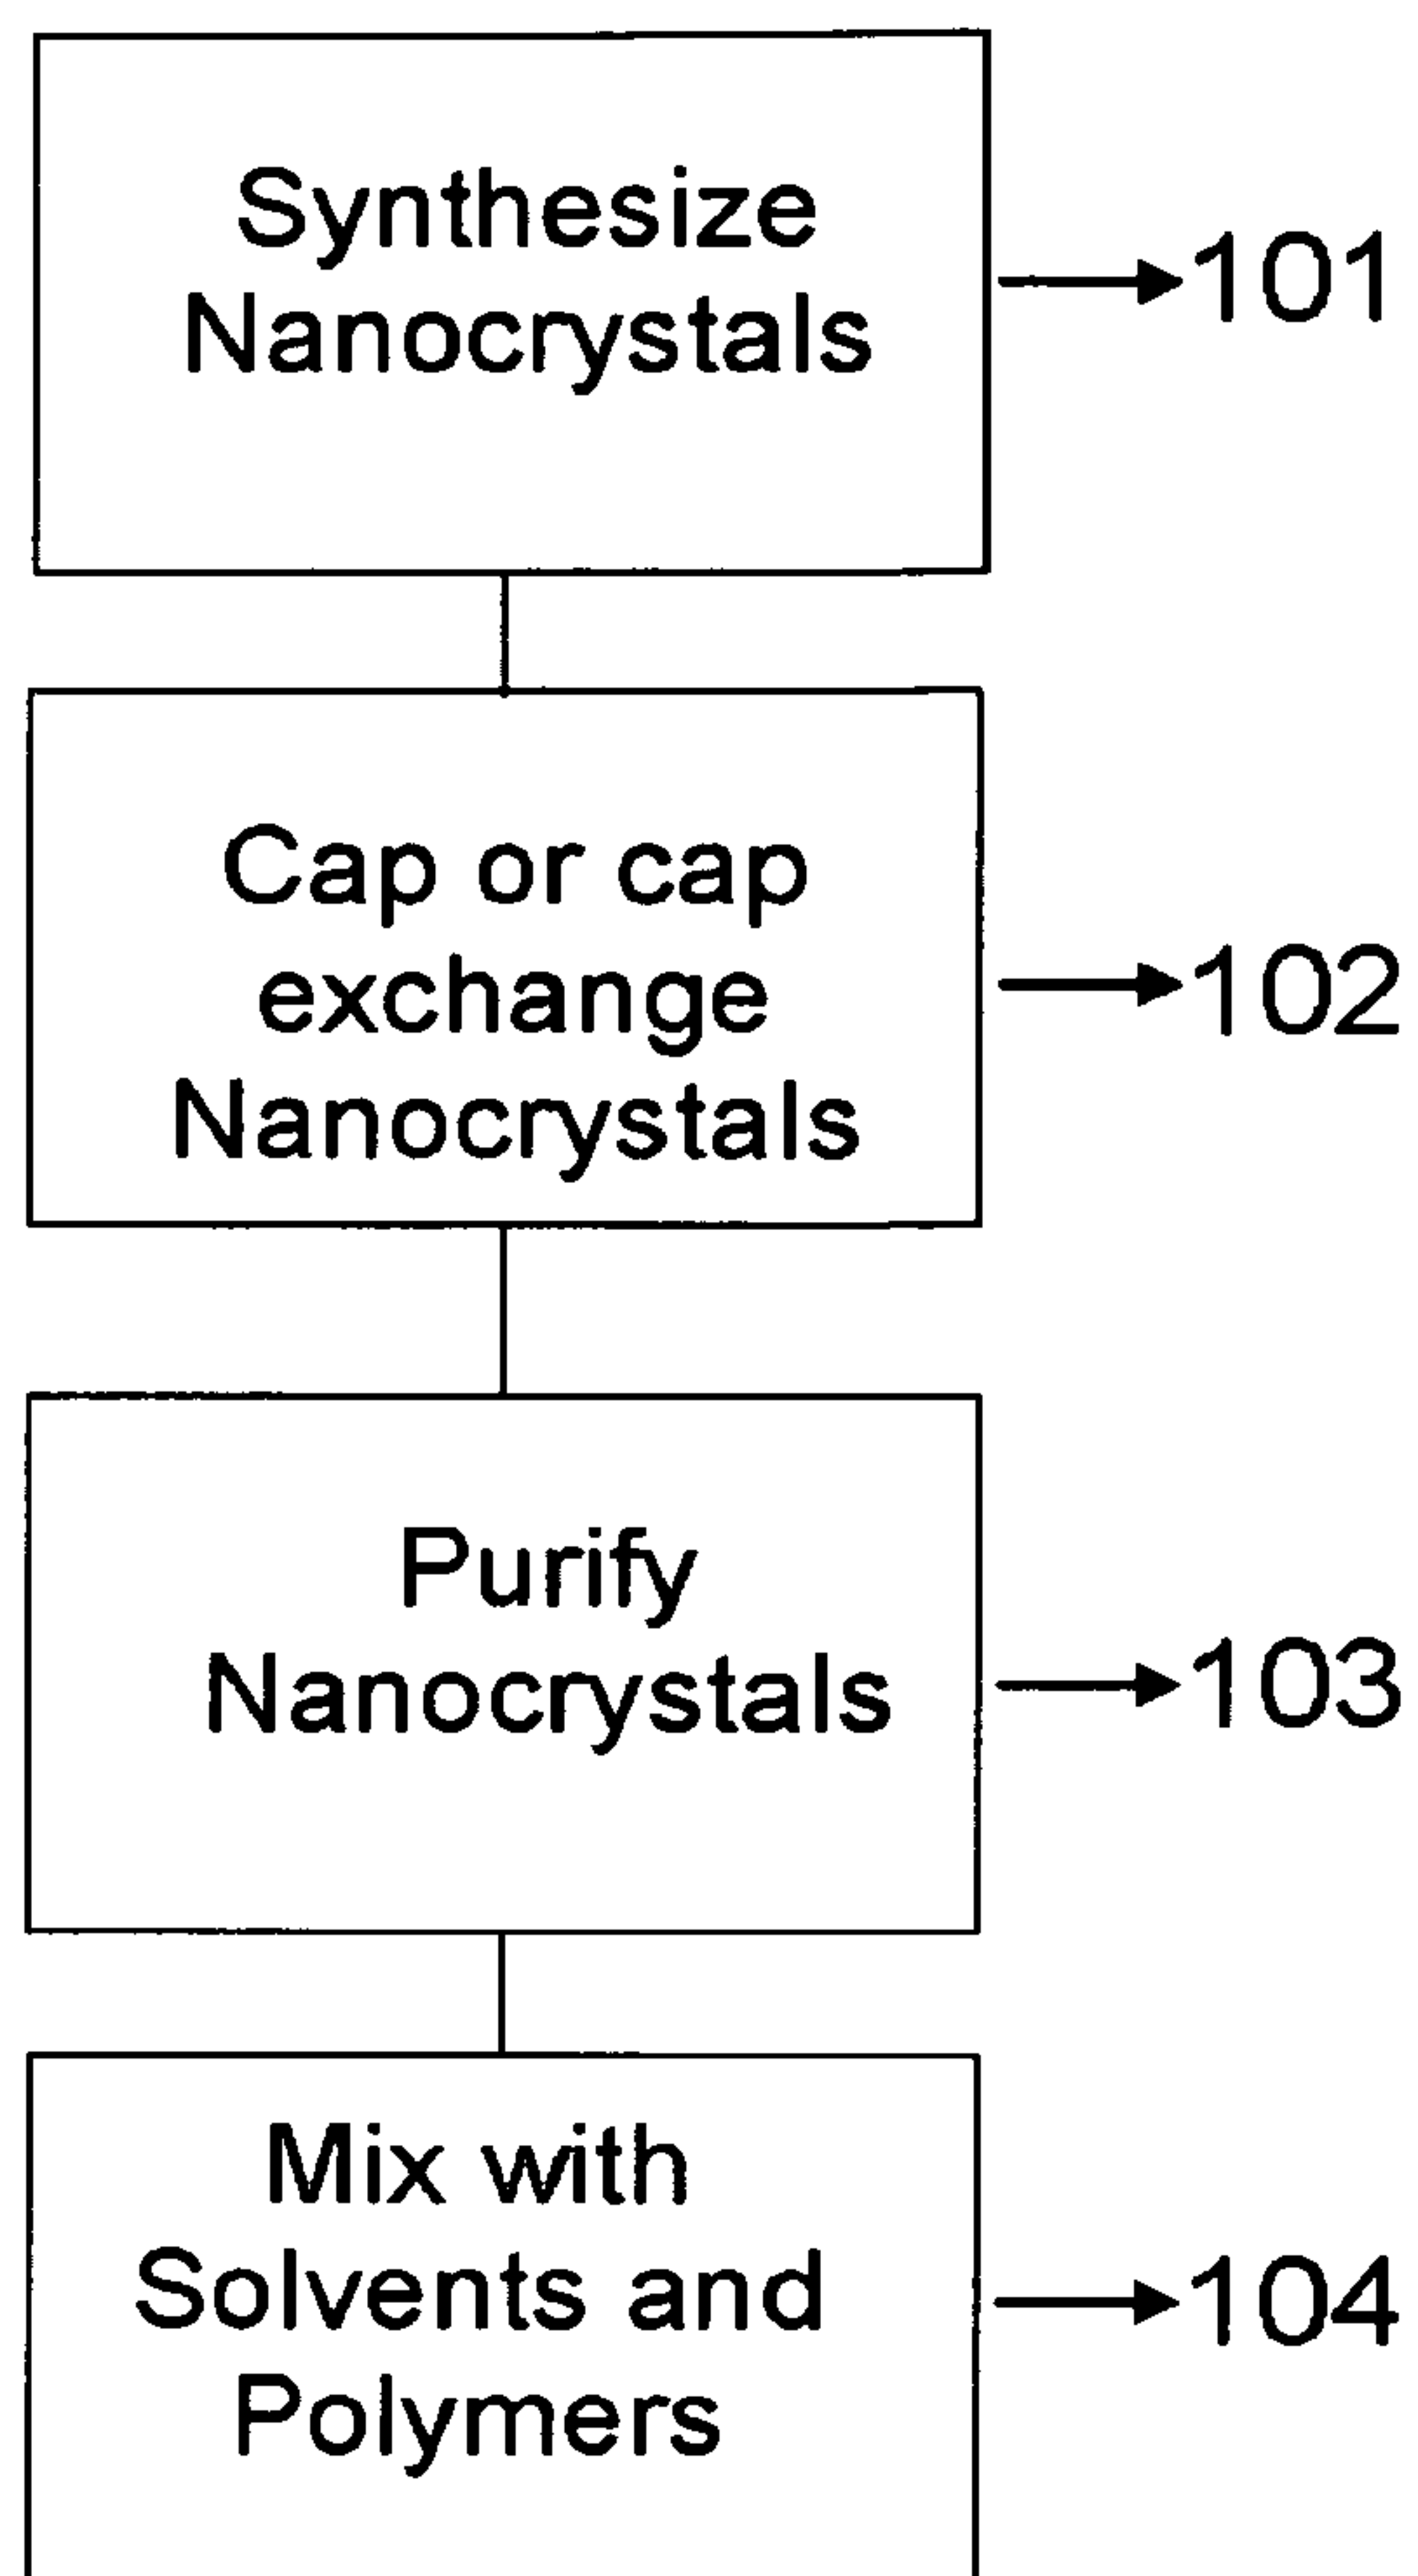 Synthesize
Nanocrystals
101
Cap or cap
exchange
Nanocrystals
102
Purify
Nanocrystals
103
Mix with
Solvents and
Polymers
104